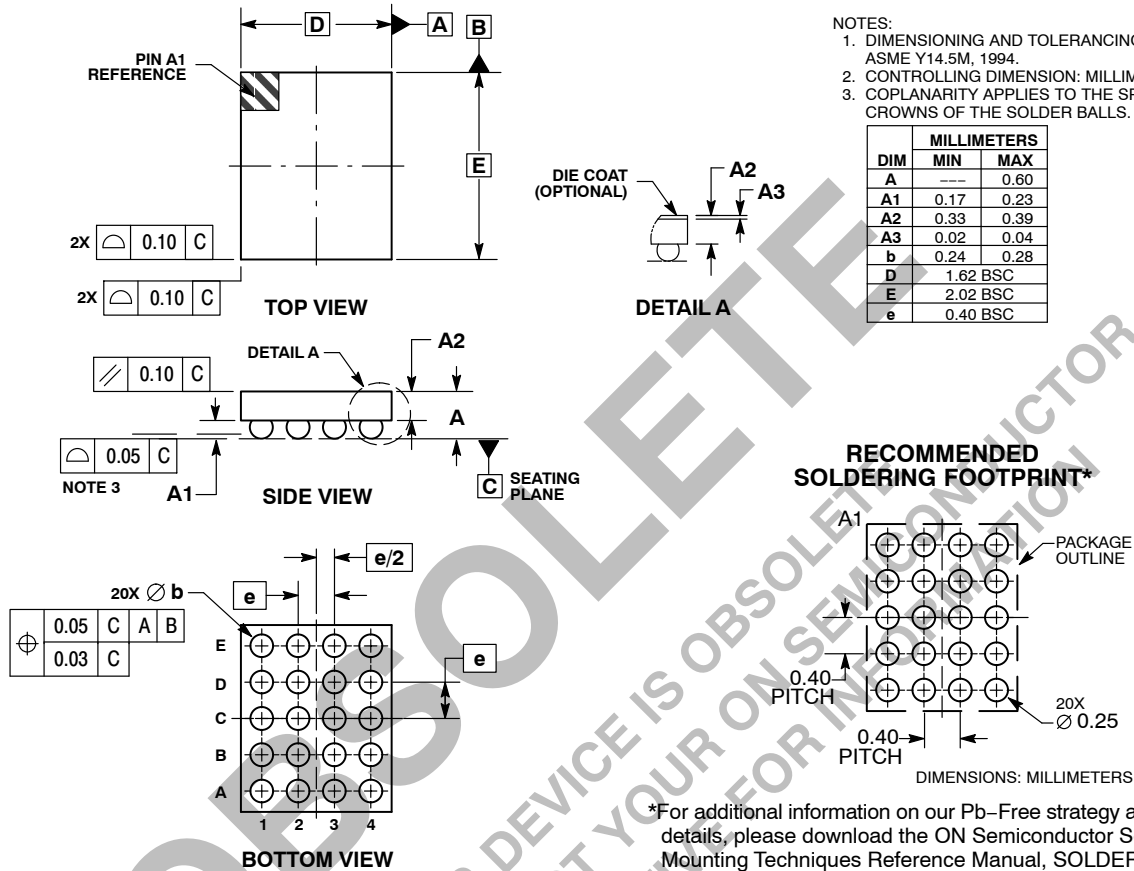 D
A
B
PIN A1
REFERENCE
E
2X 0.10 C
2X 0.10 C
TOP VIEW
DIE COAT
(OPTIONAL)
A2
A3
DETAIL A
NOTES:
1. DIMENSIONING AND TOLERANCING
ASME Y14.5M, 1994.
2. CONTROLLING DIMENSION:
3. COPLANARITY APPLIES TO THE
CROWNS OF THE SOLDER BALLS.
MILLIMETERS
DIM MIN MAX
A −−− 0.60
A1 0.17 0.23
A2 0.33 0.39
A3 0.02 0.04
b 0.24 0.28
D 1.62 BSC
E 2.02 BSC
e 0.40 BSC
// 0.10 C
DETAIL A
A2
A
0.05 C
NOTE 3
A1
SIDE VIEW
C SEATING
PLANE
RECOMMENDED
SOLDERING FOOTPRINT*
A1
PACKAGE
OUTLINE
0.40
PITCH
0.40
PITCH
20X
∅ 0.25
DIMENSIONS: MILLIMETERS
e/2
20X ∅ b
e
e
⌖ 0.05 C A B
0.03 C
E
D
C
B
A
1 2 3 4
BOTTOM VIEW
*For additional information on our Pb−Free strategy
details, please download the ON Semiconductor
Mounting Techniques Reference Manual,
OBSOLETE
DEVICE IS OBSOLETE
YOUR ON SEMICONDUCTOR
FOR INFORMATION